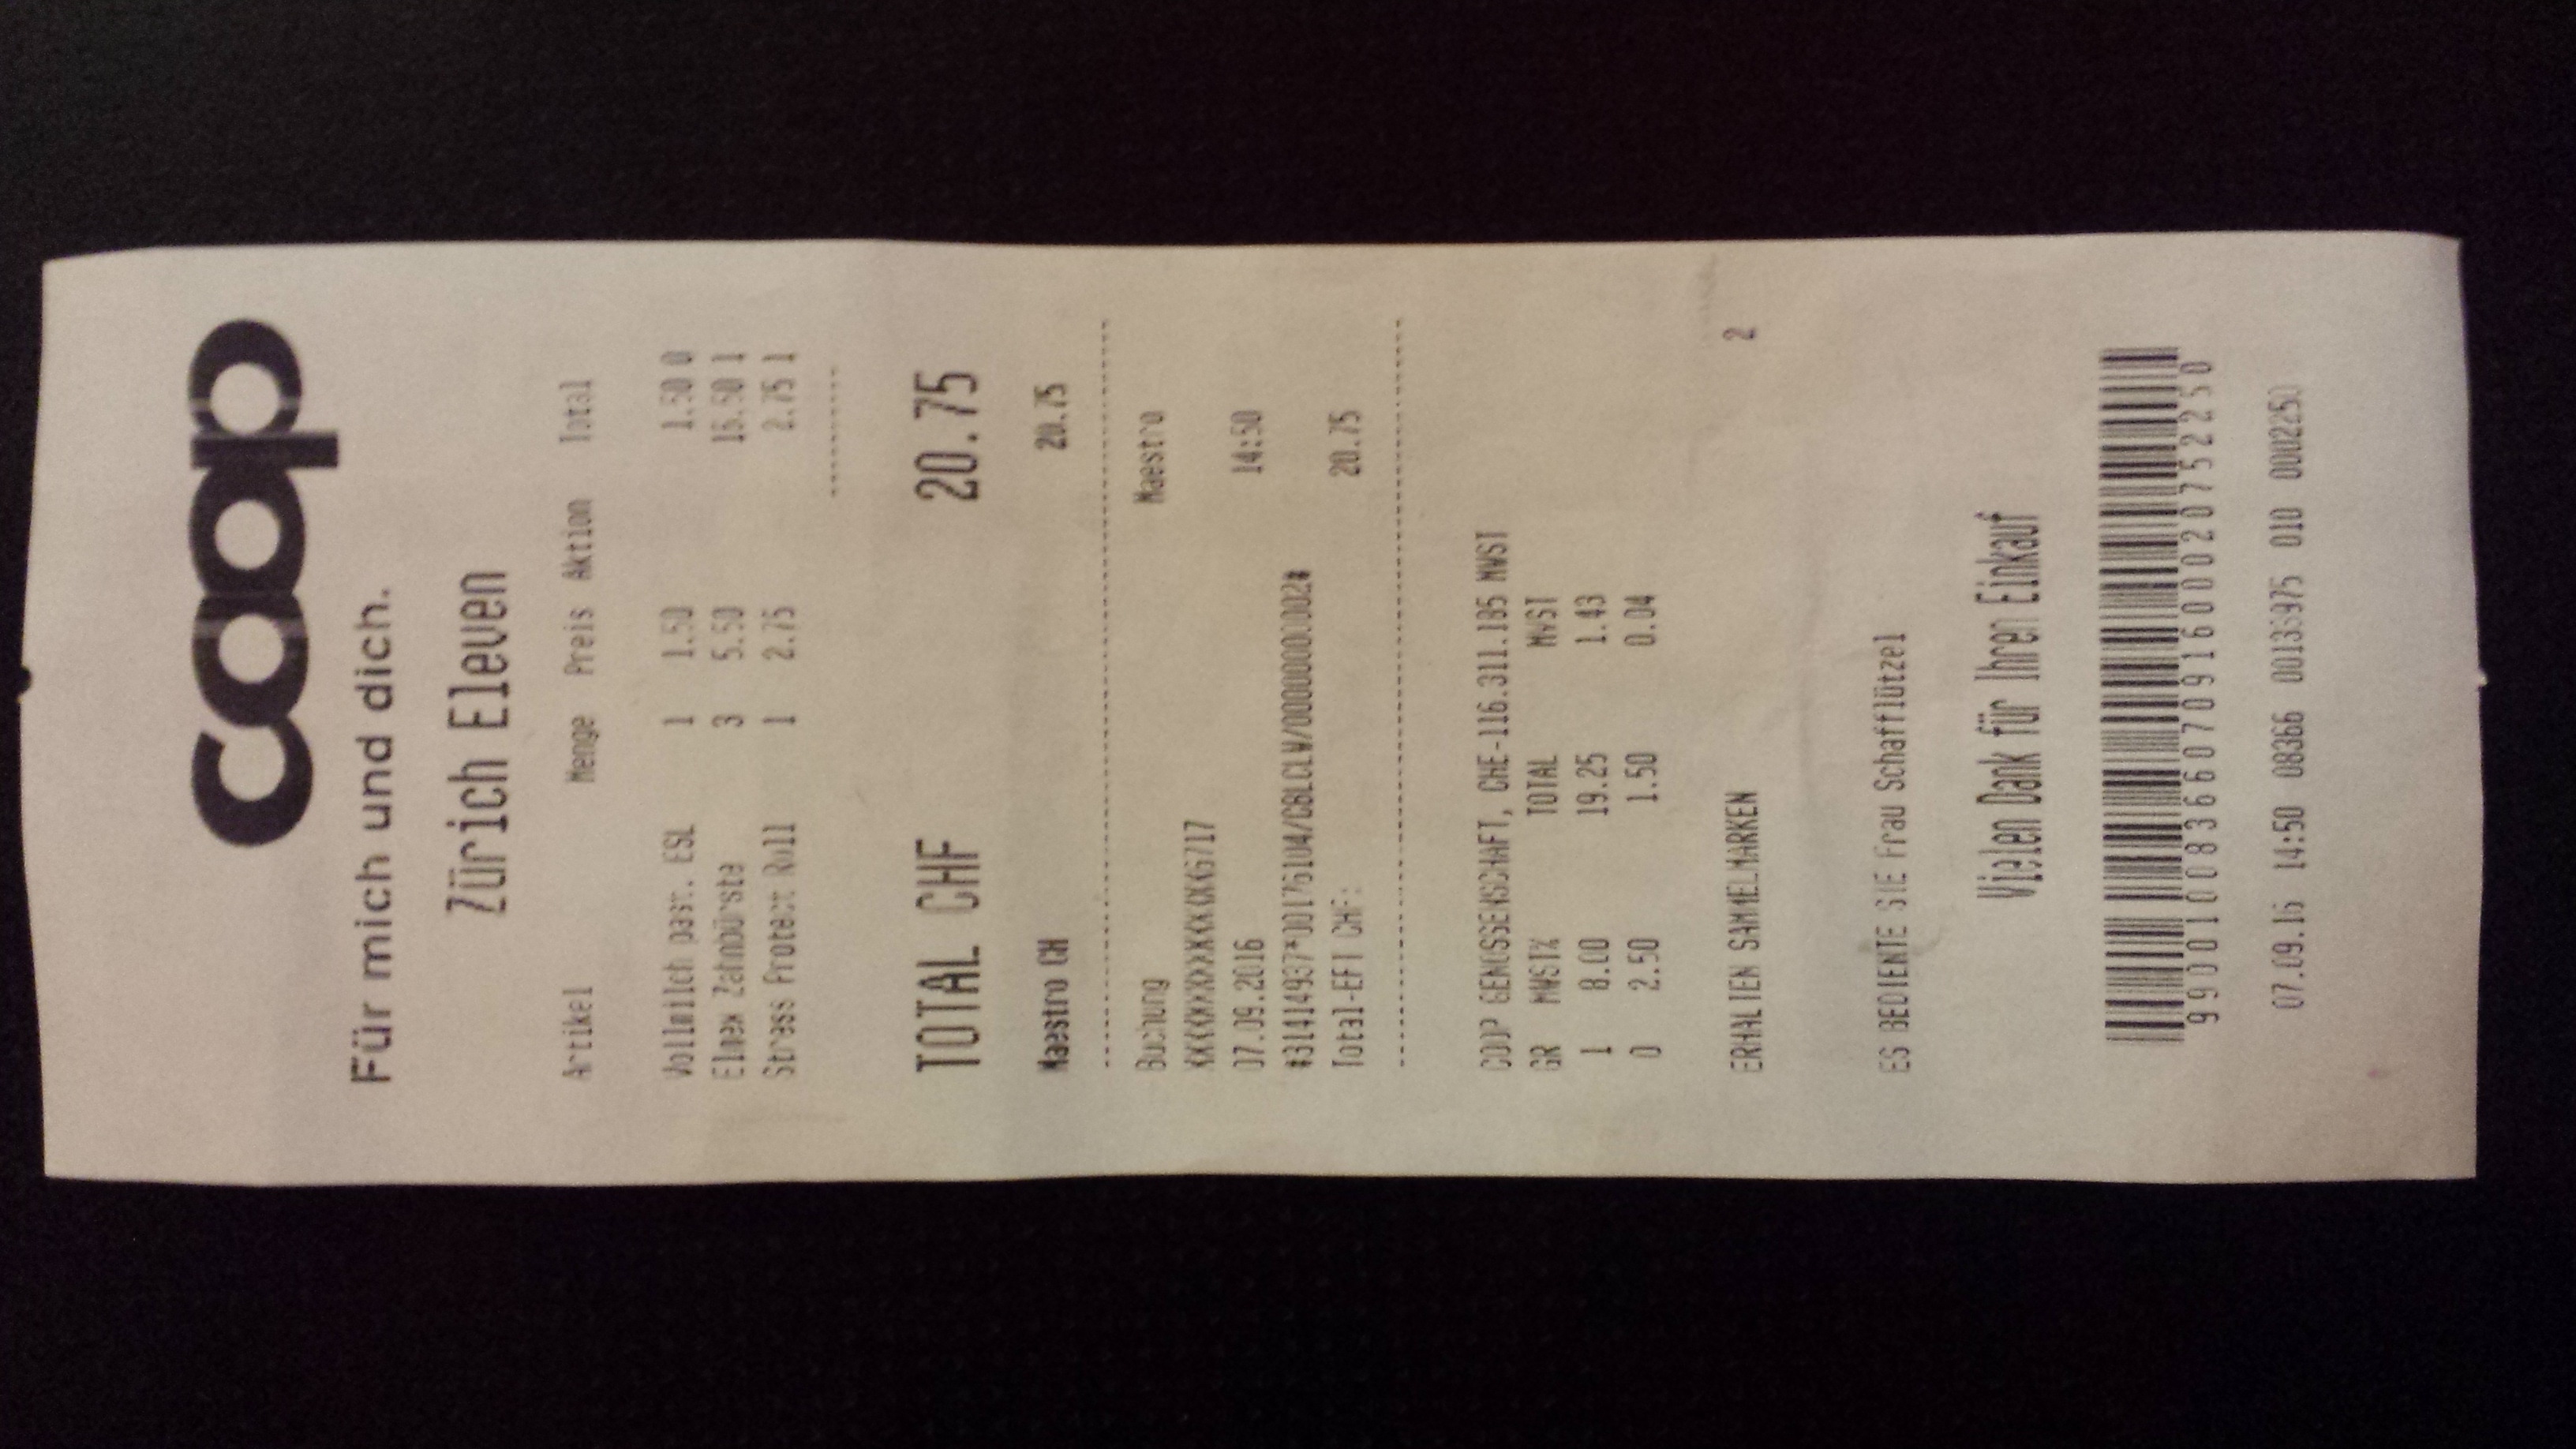 coop
Für mich und dich.
Zürich Eleven
Artikel Menge Preis Aktion Total
Vollmilch past. ESL 1 1.50 1.50 0
Elmex Zahnbürste 3 5.50 16.50 1
Stress Protect Roll 1 2.75 2.75 1
TOTAL CHF 20.75
Maestro CH 20.75
Buchung Maestro
XXXXXXXXXXXXXXX6717
07.09.2016 14:50
*31414937*00176104/CBLCLW/00000000002*
Total-EFT CHF: 20.75
COOP GENOSSENSCHAFT, CHE-116.311.185 MWST
GR MWST% TOTAL MWST
1 8.00 19.25 1.43
0 2.50 1.50 0.04
ERHALTEN SAMMELMARKEN 2
ES BEDIENTE SIE Frau Schafflützel
Vielen Dank für Ihren Einkauf
9900100836607091600020752250
07.09.16 14:50 08366 010 0002250